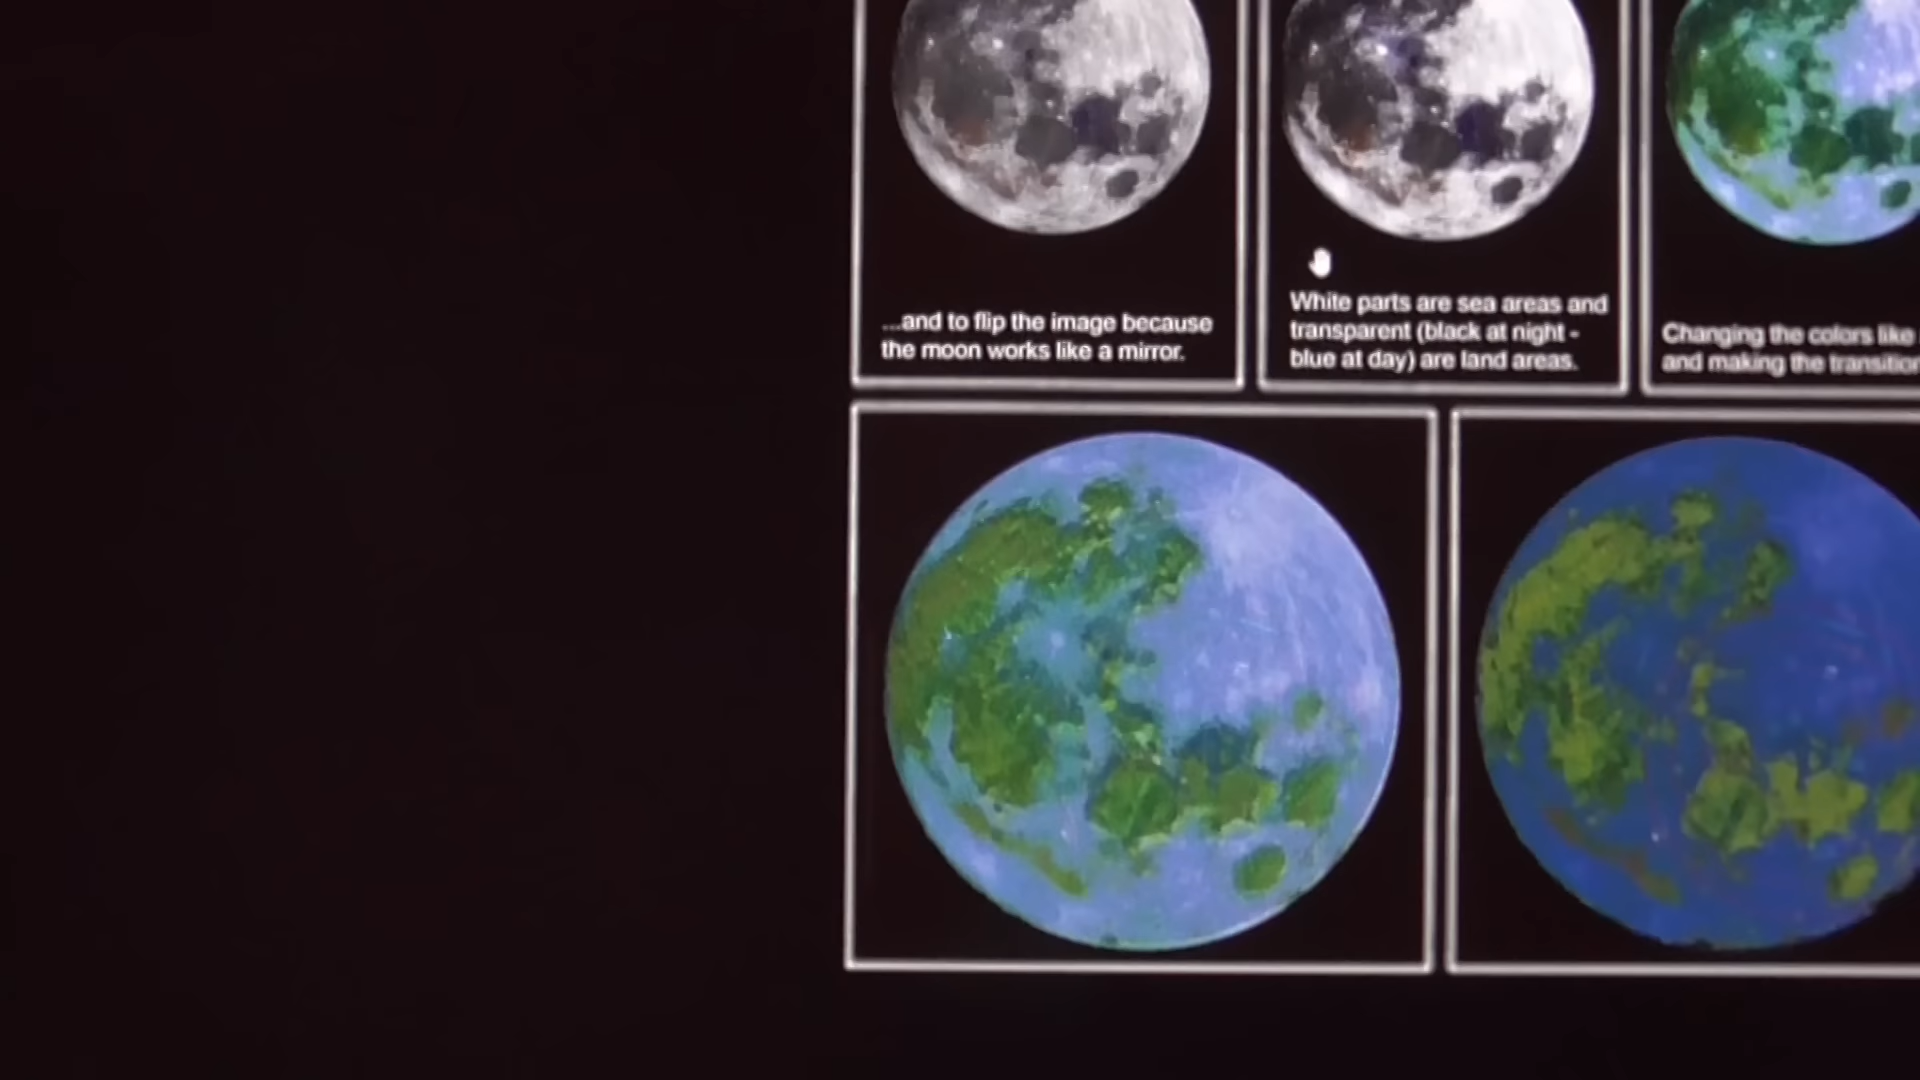 ...and to flip the image because
the moon works like a mirror.
White parts are sea areas and
transparent (black at night -
blue at day) are land areas.
Changing the colors like
and making the transition